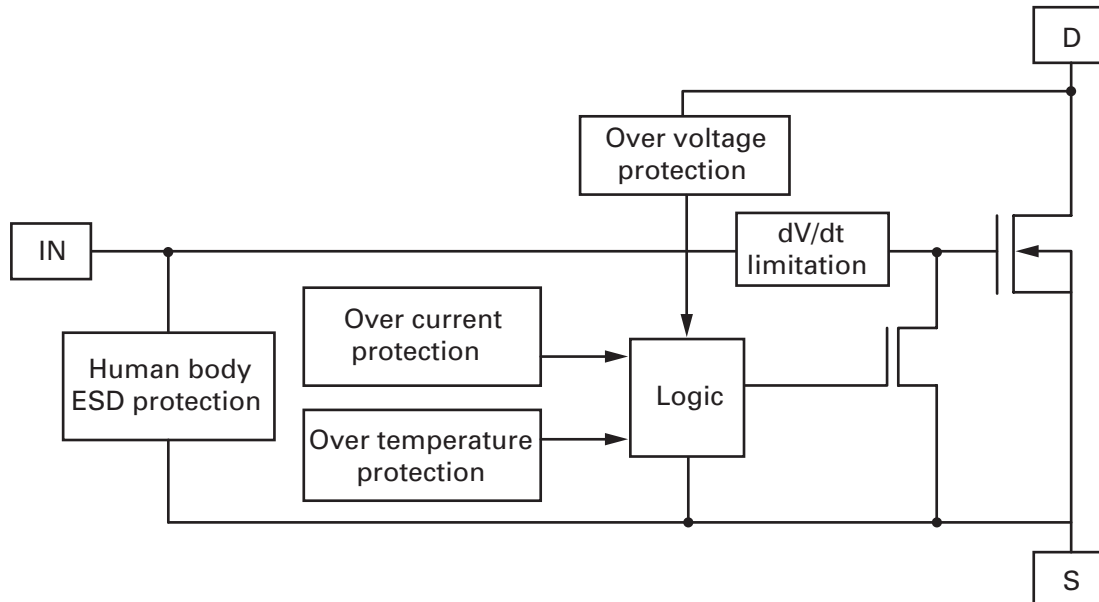 D
Over voltage
protection
IN
dV/dt
limitation
Over current
protection
Human body
ESD protection
Logic
Over temperature
protection
S